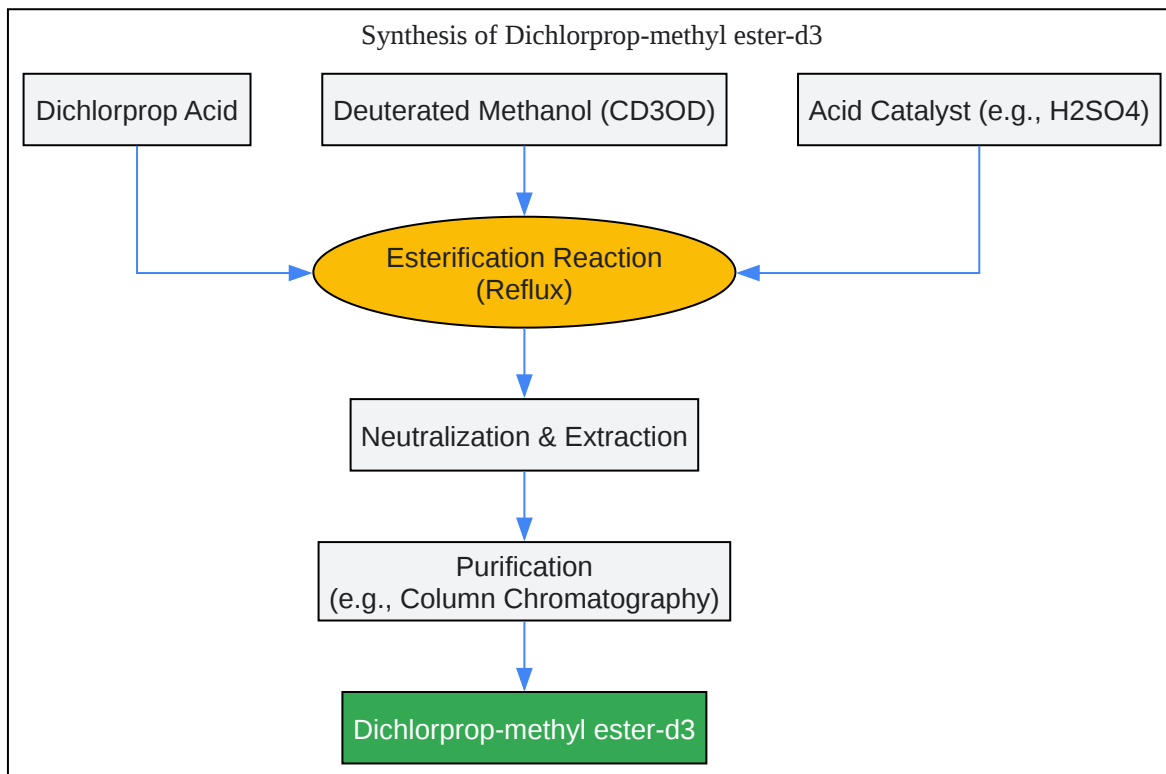 Synthesis of Dichlorprop-methyl ester-d3
Dichlorprop Acid
Deuterated Methanol (CD3OD)
Acid Catalyst (e.g., H2SO4)
Esterification Reaction
(Reflux)
Neutralization & Extraction
Purification
(e.g., Column Chromatography)
Dichlorprop-methyl ester-d3